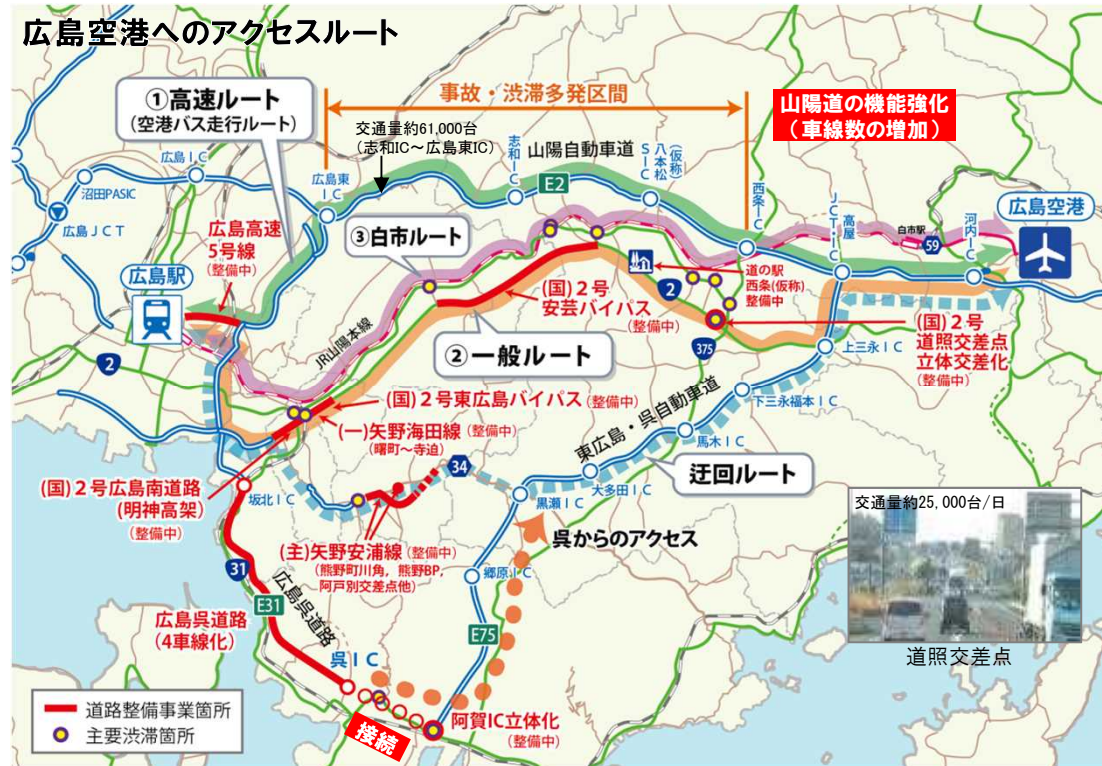 広島空港へのアクセスルート
①高速ルート
(空港バス走行ルート)
事故・渋滞多発区間
山陽道の機能強化
(車線数の増加)
交通量約61,000台
(志和IC～広島東IC)
山陽自動車道
E2
広島IC
沼田PASIC
広島JCT
広島東IC
志和IC
(仮称)八本松SIC
西条IC
高屋JCT・IC
河内IC
白市駅
59
広島空港
広島高速
5号線
(整備中)
広島駅
③白市ルート
JR山陽本線
(国)2号
安芸バイパス
(整備中)
道の駅
西条(仮称)
整備中
2
375
(国)2号
道照交差点
立体交差化
(整備中)
上三永IC
②一般ルート
2
(国)2号東広島バイパス(整備中)
(一)矢野海田線(整備中)
(曙町～寺迫)
下三永福本IC
馬木IC
東広島・呉自動車道
大多田IC
黒瀬IC
迂回ルート
34
(国)2号広島南道路
(明神高架)
(整備中)
坂北IC
(主)矢野安浦線(整備中)
(熊野町川角,熊野BP,
阿戸別交差点他)
呉からのアクセス
郷原IC
31
E31
E75
広島呉道路
広島呉道路
(4車線化)
呉IC
阿賀IC立体化
(整備中)
接続
交通量約25,000台/日
道照交差点
道路整備事業箇所
主要渋滞箇所